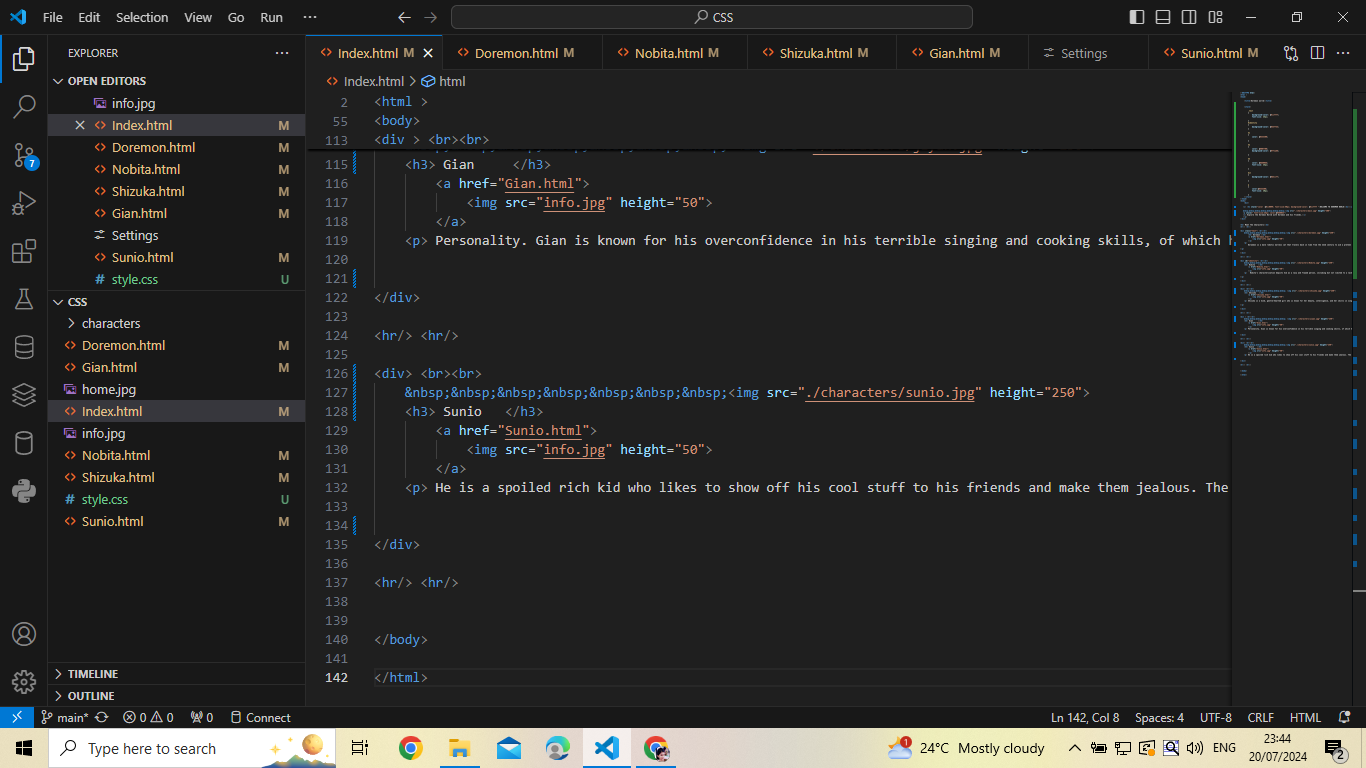 File Edit Selection View Go Run ··· CSS
EXPLORER ···
OPEN EDITORS
info.jpg
Index.html M
Doremon.html M
Nobita.html M
Shizuka.html M
Gian.html M
Settings
Sunio.html M
style.css U
CSS
characters
Doremon.html M
Gian.html M
home.jpg
Index.html M
info.jpg
Nobita.html M
Shizuka.html M
style.css U
Sunio.html M
TIMELINE
OUTLINE
7
Index.html M Doremon.html M Nobita.html M Shizuka.html M Gian.html M Settings Sunio.html M ···
Index.html > html
2 <html >
55 <body>
113 <div > <br><br>
115 <h3> Gian </h3>
116 <a href="Gian.html">
117 <img src="info.jpg" height="50">
118 </a>
119 <p> Personality. Gian is known for his overconfidence in his terrible singing and cooking skills, of which
120
121
122 </div>
123
124 <hr/> <hr/>
125
126 <div> <br><br>
127 &nbsp;&nbsp;&nbsp;&nbsp;&nbsp;&nbsp;&nbsp;<img src="./characters/sunio.jpg" height="250">
128 <h3> Sunio </h3>
129 <a href="Sunio.html">
130 <img src="info.jpg" height="50">
131 </a>
132 <p> He is a spoiled rich kid who likes to show off his cool stuff to his friends and make them jealous. The
133
134
135 </div>
136
137 <hr/> <hr/>
138
139
140 </body>
141
142 </html>
main* 0 0 0 Connect Ln 142, Col 8 Spaces: 4 UTF-8 CRLF HTML
Type here to search 1 24°C Mostly cloudy ENG 23:44
20/07/2024 2